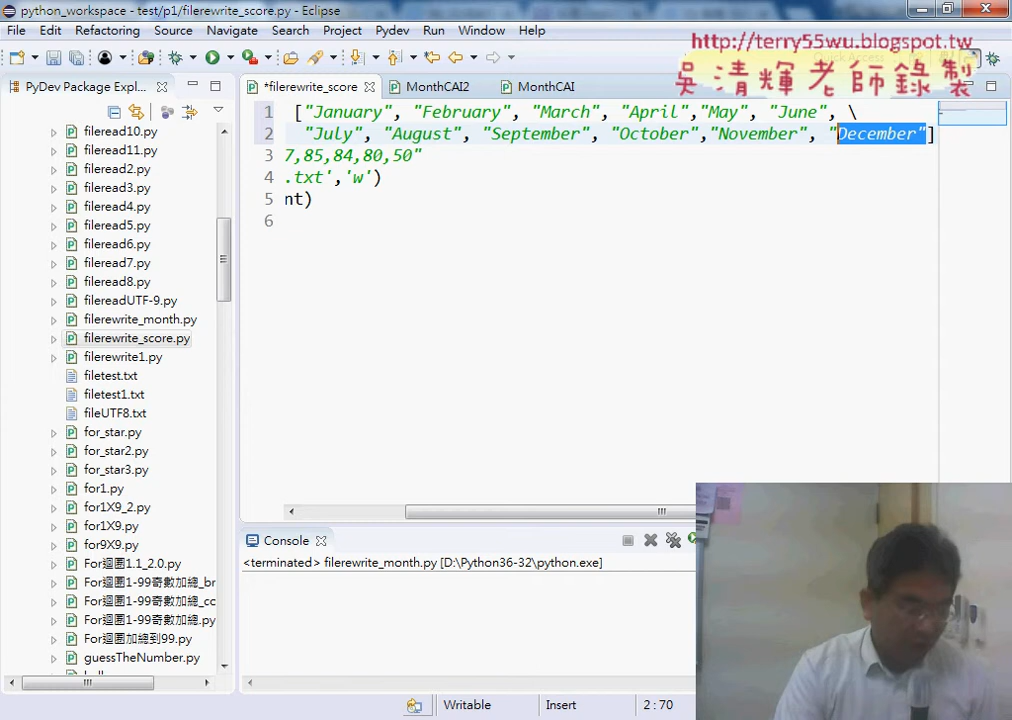 python_workspace - test/p1/filerewrite_score.py - Eclipse
File Edit Refactoring Source Navigate Search Project Pydev Run Window Help
http://terry55wu.blogspot.tw
吳清輝老師錄製
PyDev Package Expl...
*filerewrite_score
MonthCAI2
MonthCAI
fileread10.py
fileread11.py
fileread2.py
fileread3.py
fileread4.py
fileread5.py
fileread6.py
fileread7.py
fileread8.py
filereadUTF-9.py
filerewrite_month.py
filerewrite_score.py
filerewrite1.py
filetest.txt
filetest1.txt
fileUTF8.txt
for_star.py
for_star2.py
for_star3.py
for1.py
for1X9_2.py
for1X9.py
for9X9.py
For迴圈1.1_2.0.py
For迴圈1-99奇數加總_br
For迴圈1-99奇數加總_cc
For迴圈1-99奇數加總.py
For迴圈加總到99.py
guessTheNumber.py
1 ["January", "February", "March", "April","May", "June", \
2 "July", "August", "September", "October","November", "December"]
3 7,85,84,80,50"
4 .txt','w')
5 nt)
6
Console
<terminated> filerewrite_month.py [D:\Python36-32\python.exe]
Writable
Insert
2:70